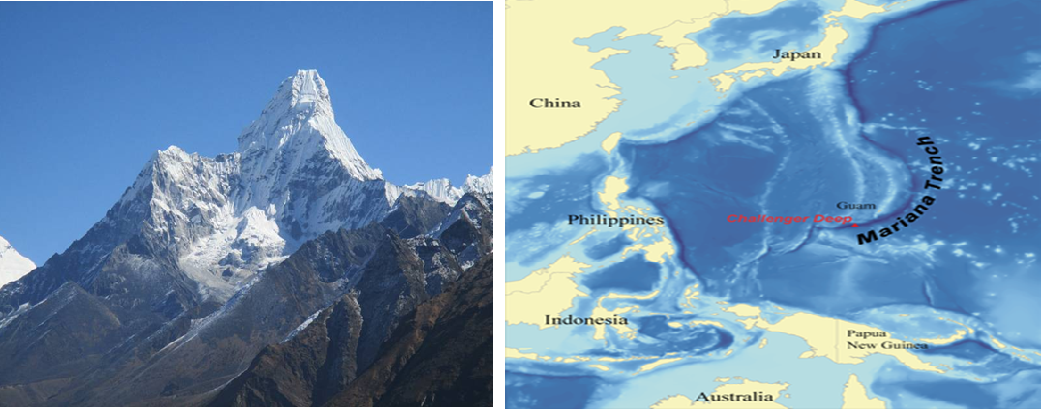 Japan
China
Mariana Trench
Guam
Challenger Deep
Philippines
Indonesia
Papua
New Guinea
Australia